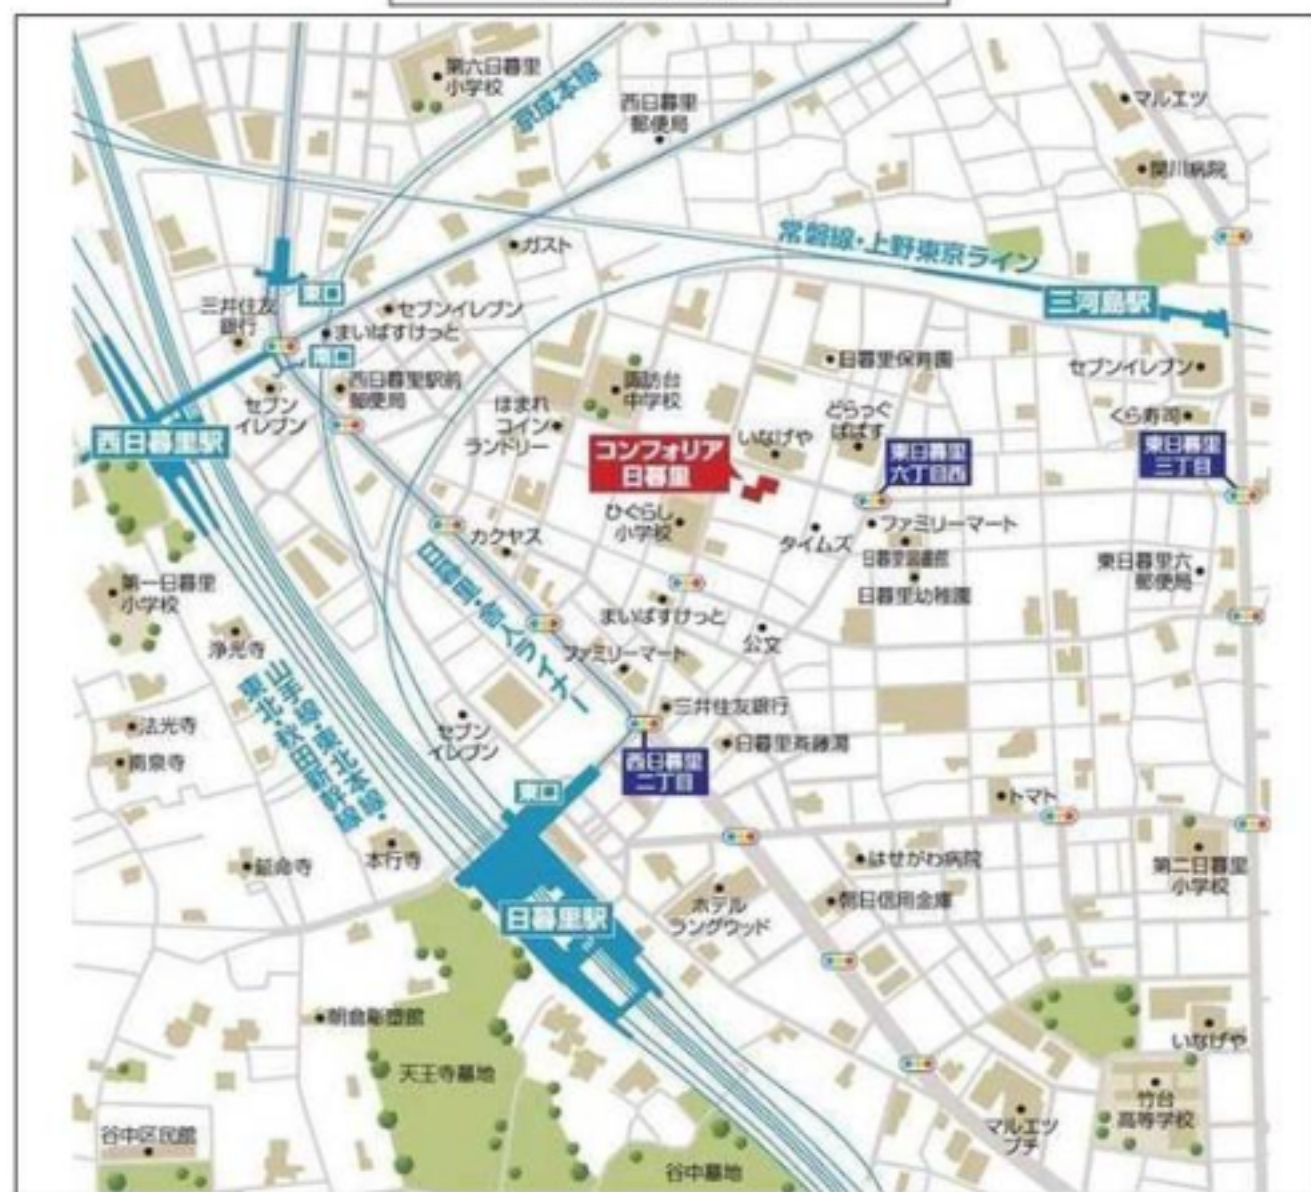 第六日暮里
小学校
京成本線
西日暮里
郵便局
マルエツ
関川病院
ガスト
常磐線・上野東京ライン
三河島駅
東口
三井住友
銀行
セブンイレブン
まいばすけっと
南口
西日暮里駅前
郵便局
セブン
イレブン
西日暮里駅
諏訪台
中学校
はまれ
コイン
ランドリー
日暮里保育園
セブンイレブン
どらっぐ
ぱぱす
いなげや
くら寿司
コンフォリア
日暮里
東日暮里
六丁目西
東日暮里
三丁目
ひぐらし
小学校
カクヤス
タイムズ
ファミリーマート
日暮里図書館
日暮里幼稚園
東日暮里六
郵便局
第一日暮里
小学校
浄光寺
日暮里・舎人ライナー
まいばすけっと
公文
ファミリーマート
山手線・東北本線・
東北・秋田新幹線
法光寺
南泉寺
セブン
イレブン
三井住友銀行
日暮里斉藤湯
西日暮里
二丁目
東口
トマト
本行寺
延命寺
はせがわ病院
第二日暮里
小学校
朝日信用金庫
ホテル
ラングウッド
日暮里駅
朝倉彫塑館
天王寺墓地
いなげや
竹台
高等学校
マルエツ
プチ
谷中区民館
谷中墓地